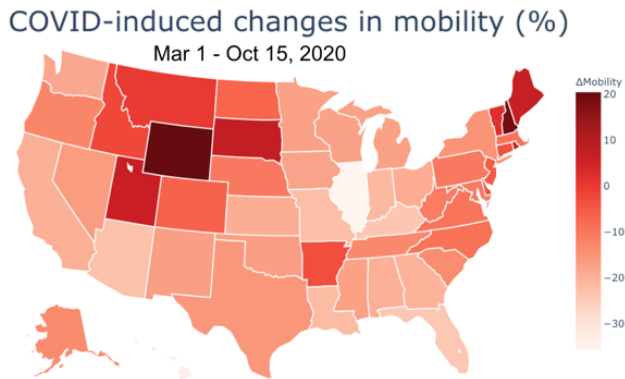 COVID-induced changes in mobility (%)
Mar 1 - Oct 15, 2020
ΔMobility
20
10
0
−10
−20
−30